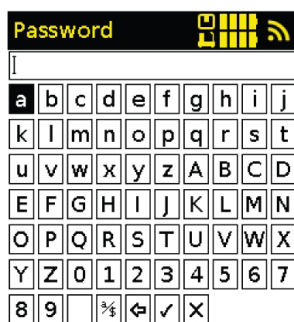 Password
a b c d e f g h i j
k l m n o p q r s t
u v w x y z A B C D
E F G H I J K L M N
O P Q R S T U V W X
Y Z 0 1 2 3 4 5 6 7
8 9 ⅍ ⇦ ✓ X